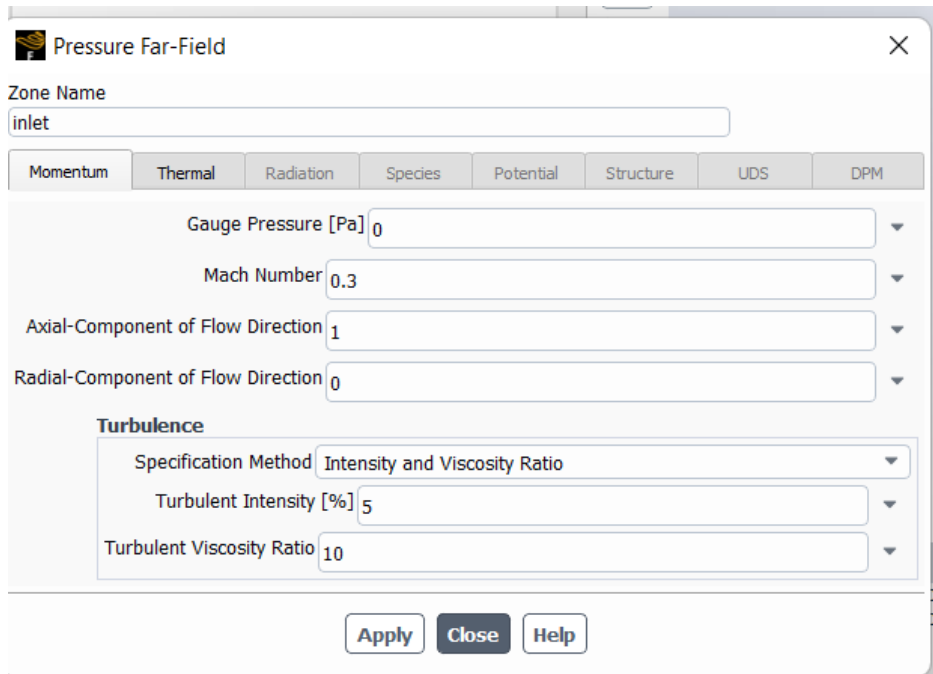 Pressure Far-Field
Zone Name
inlet
Momentum Thermal Radiation Species Potential Structure UDS DPM
Gauge Pressure [Pa] 0
Mach Number 0.3
Axial-Component of Flow Direction 1
Radial-Component of Flow Direction 0
Turbulence
Specification Method Intensity and Viscosity Ratio
Turbulent Intensity [%] 5
Turbulent Viscosity Ratio 10
Apply Close Help